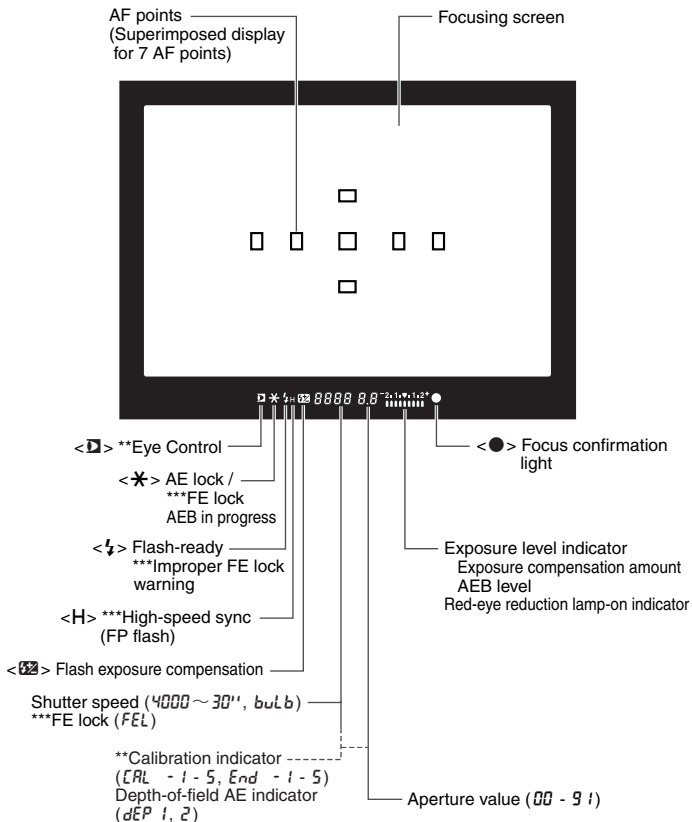 AF points
(Superimposed display
for 7 AF points)
Focusing screen
8888 8.8 -2.1.▼.1.2+
<◗> **Eye Control
<✱> AE lock /
***FE lock
AEB in progress
<⚡> Flash-ready
***Improper FE lock
warning
<H> ***High-speed sync
(FP flash)
<> Flash exposure compensation
Shutter speed (4000～30'', bulb)
***FE lock (FEL)
**Calibration indicator
(CAL - 1 - 5, End - 1 - 5)
Depth-of-field AE indicator
(dEP 1, 2)
<●> Focus confirmation
light
Exposure level indicator
Exposure compensation amount
AEB level
Red-eye reduction lamp-on indicator
Aperture value (00 - 91)